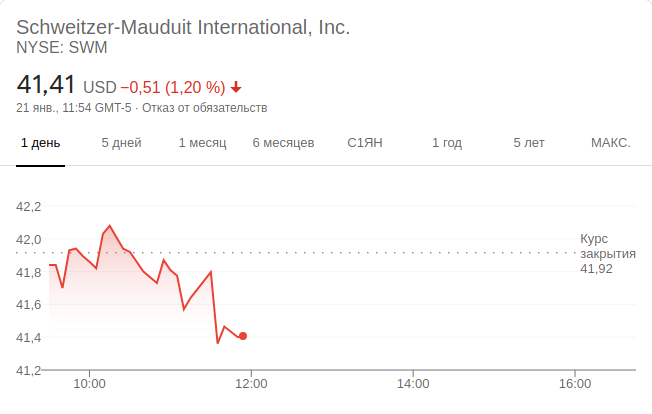 Schweitzer-Mauduit International, Inc.
NYSE: SWM
41,41 USD −0,51 (1,20 %)
21 янв., 11:54 GMT-5 · Отказ от обязательств
1 день 5 дней 1 месяц 6 месяцев С1ЯН 1 год 5 лет МАКС.
42,2
42,0
Курс
закрытия
41,92
41,8
41,6
41,4
41,2
10:00 12:00 14:00 16:00